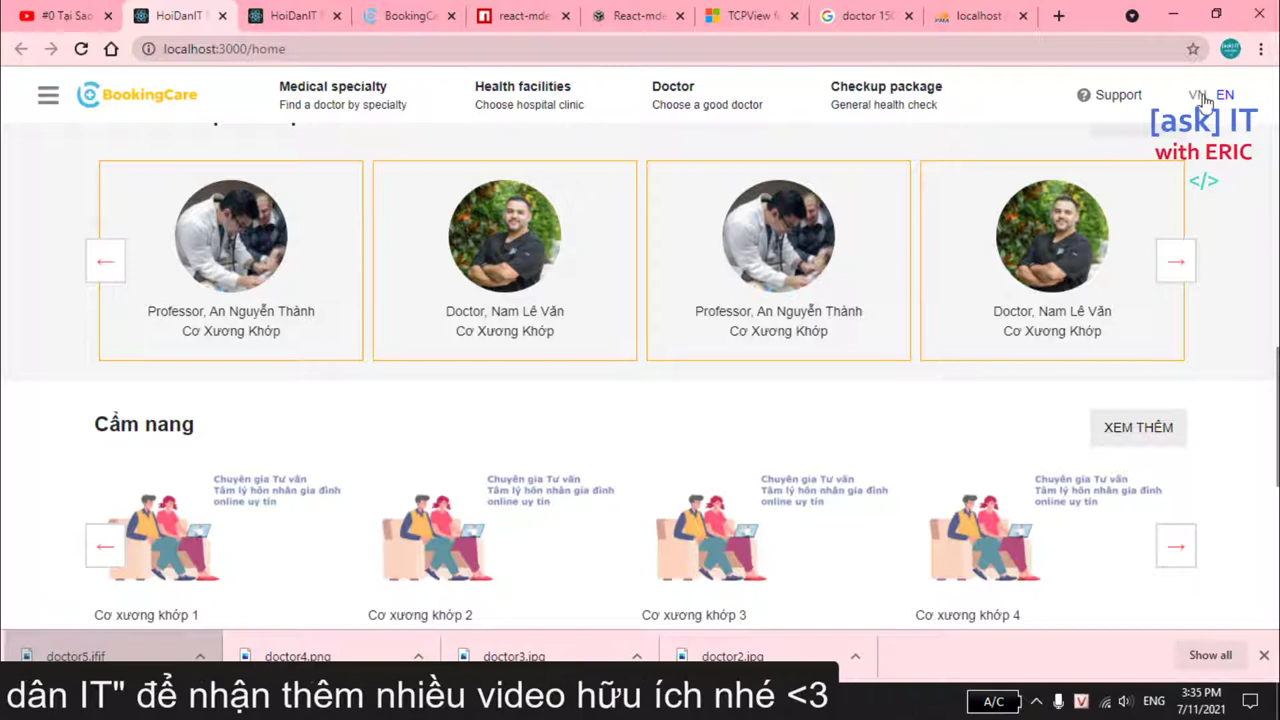 #0 Tại Sao
HoiDanIT
HoiDanIT
BookingCa
react-mde
React-mde
TCPView f
doctor 150
localhost
localhost:3000/home
BookingCare
Medical specialty
Find a doctor by specialty
Health facilities
Choose hospital clinic
Doctor
Choose a good doctor
Checkup package
General health check
Support
VN EN
[ask] IT
with ERIC
</>
Professor, An Nguyễn Thành
Cơ Xương Khớp
Doctor, Nam Lê Văn
Cơ Xương Khớp
Professor, An Nguyễn Thành
Cơ Xương Khớp
Doctor, Nam Lê Văn
Cơ Xương Khớp
Cẩm nang
XEM THÊM
Chuyên gia Tư vấn
Tâm lý hôn nhân gia đình
online uy tín
Chuyên gia Tư vấn
Tâm lý hôn nhân gia đình
online uy tín
Chuyên gia Tư vấn
Tâm lý hôn nhân gia đình
online uy tín
Chuyên gia Tư vấn
Tâm lý hôn nhân gia đình
online uy tín
Cơ xương khớp 1
Cơ xương khớp 2
Cơ xương khớp 3
Cơ xương khớp 4
doctor5.jfif
doctor4.png
doctor3.jpg
doctor2.jpg
Show all
dân IT" để nhận thêm nhiều video hữu ích nhé <3
A/C
ENG
3:35 PM
7/11/2021